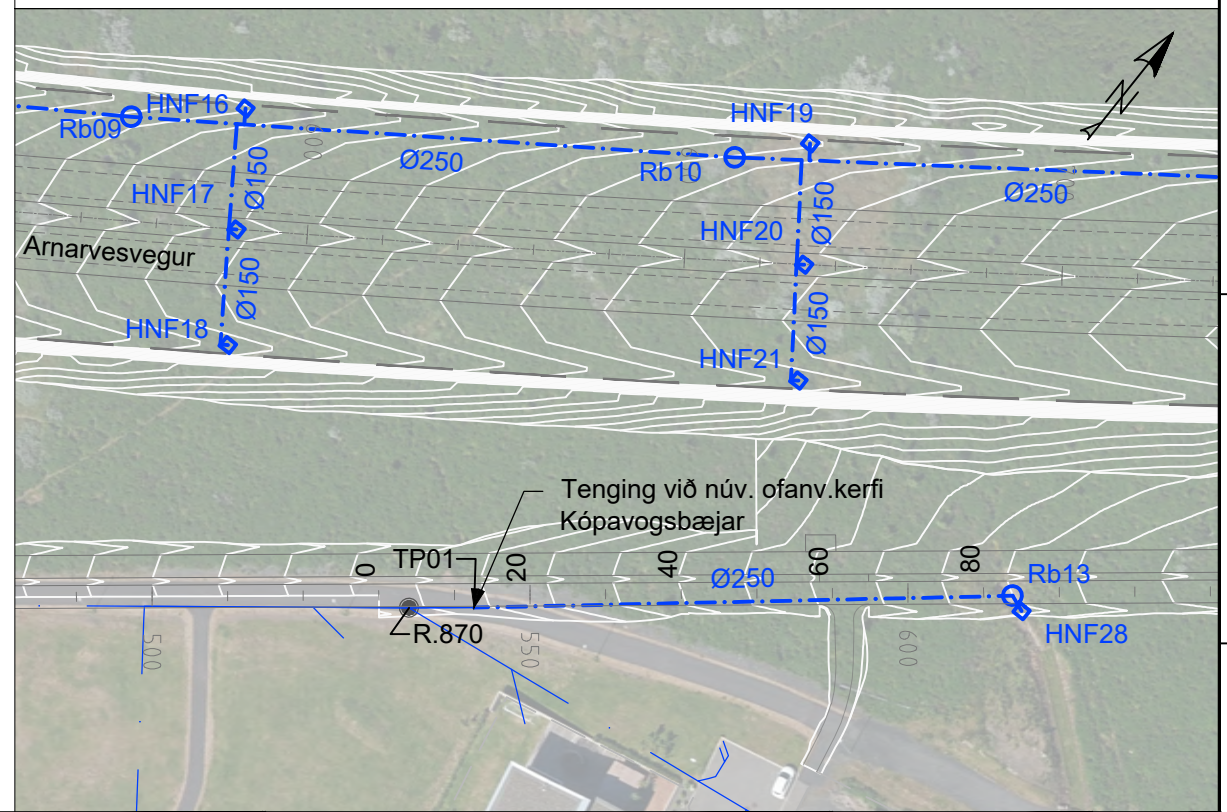 N
HNF16
Rb09
HNF19
Ø250
Rb10
Ø250
HNF17
Ø150
HNF20
Ø150
Arnarvesvegur
Ø150
HNF18
Ø150
HNF21
Tenging við núv. ofanv.kerfi
Kópavogsbæjar
0
TP01
20
40
Ø250
60
80
Rb13
R.870
HNF28
500
550
600